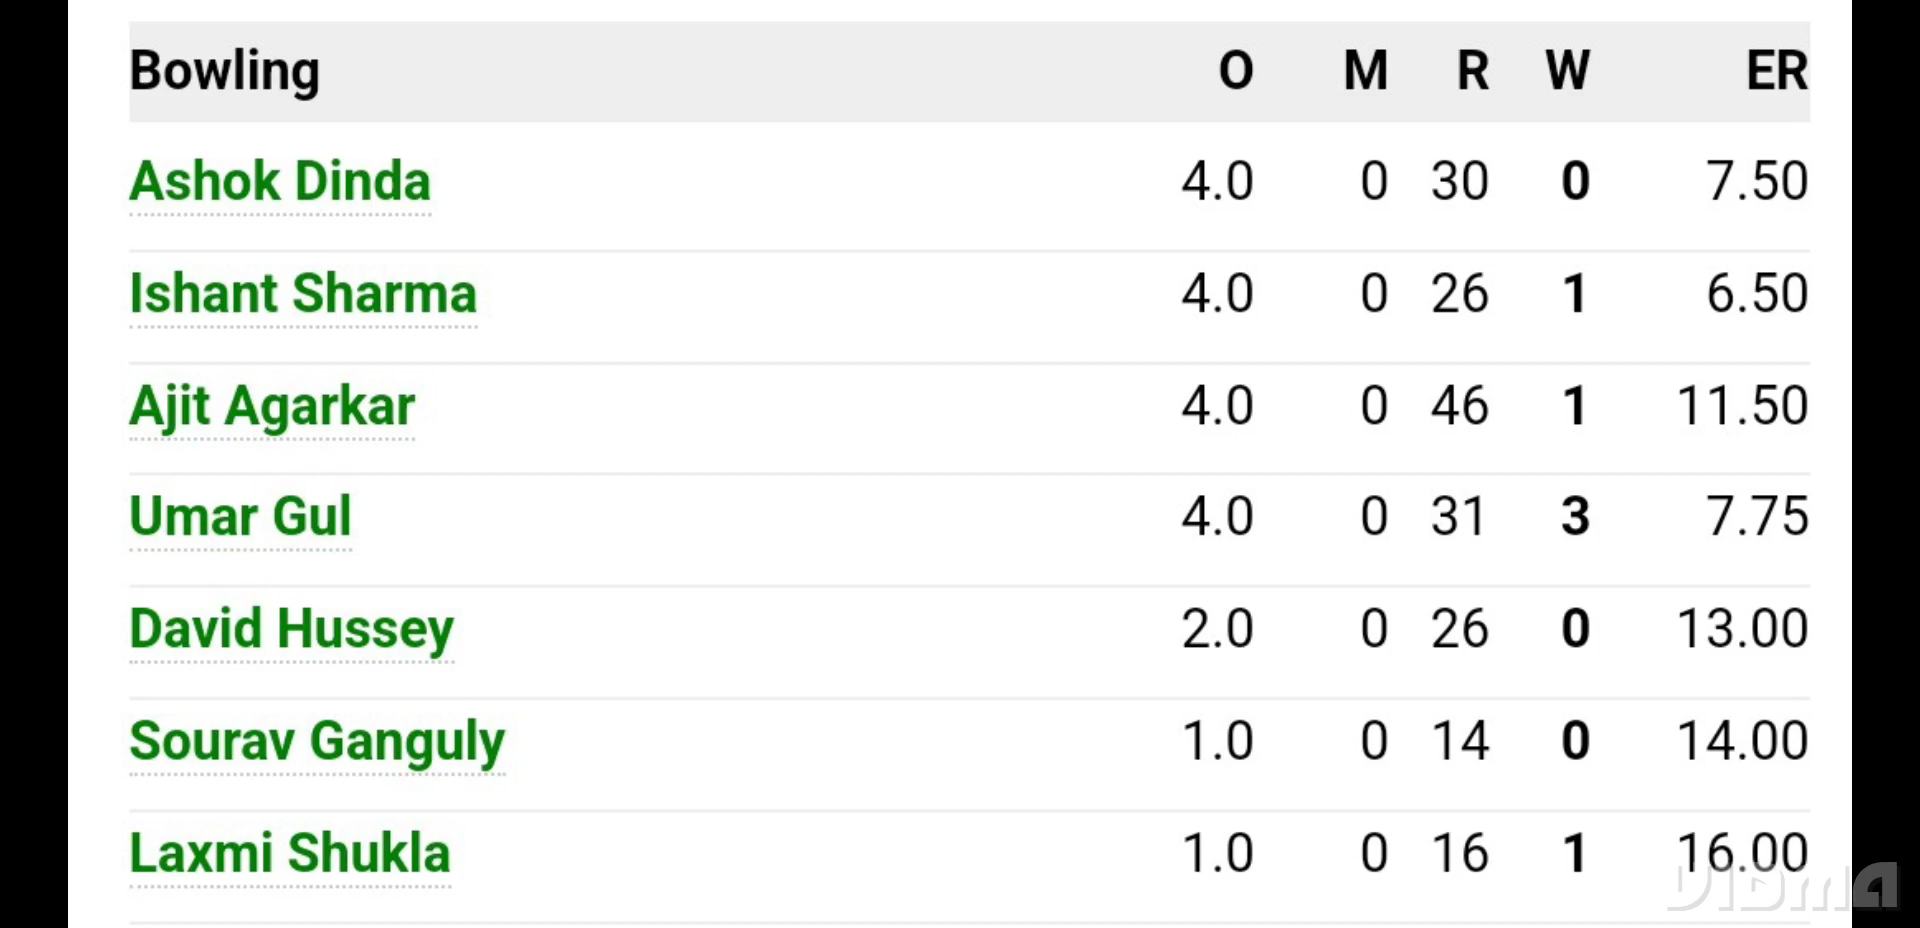 Bowling O M R W ER
Ashok Dinda 4.0 0 30 0 7.50
Ishant Sharma 4.0 0 26 1 6.50
Ajit Agarkar 4.0 0 46 1 11.50
Umar Gul 4.0 0 31 3 7.75
David Hussey 2.0 0 26 0 13.00
Sourav Ganguly 1.0 0 14 0 14.00
Laxmi Shukla 1.0 0 16 1 16.00